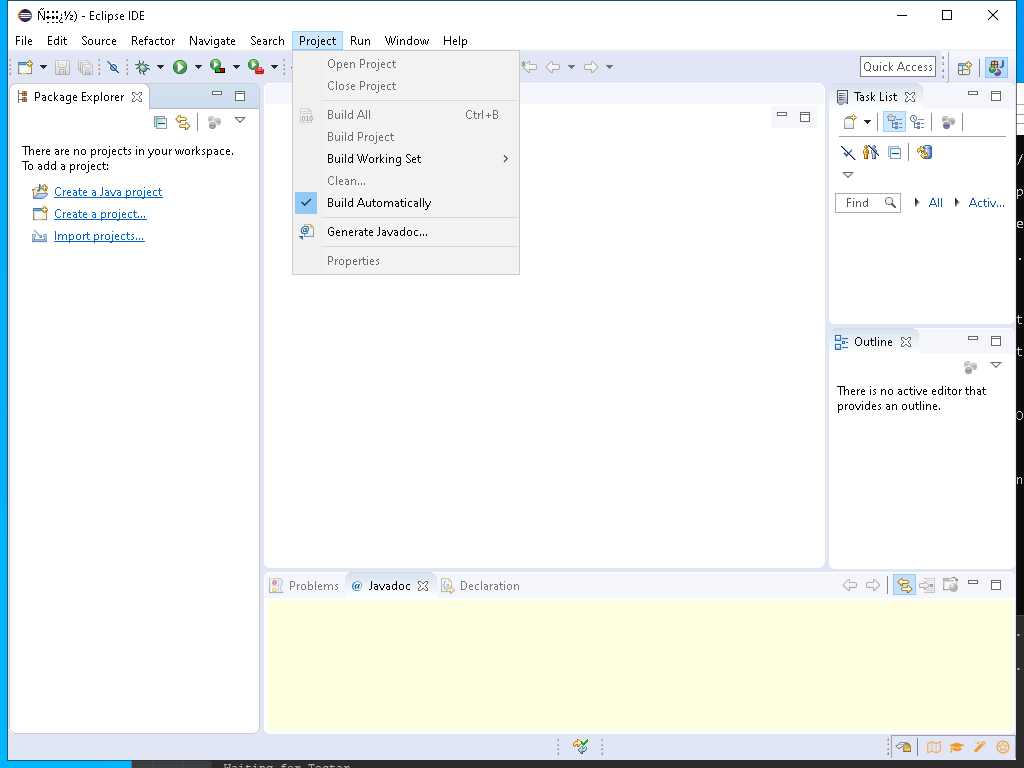 - Eclipse IDE
File Edit Source Refactor Navigate Search Project Run Window Help
Open Project
Close Project
Build All Ctrl+B
Build Project
Build Working Set
Clean...
Build Automatically
Generate Javadoc...
Properties
Quick Access
Package Explorer
There are no projects in your workspace.
To add a project:
Create a Java project
Create a project...
Import projects...
Task List
Find All Activ...
Outline
There is no active editor that
provides an outline.
Problems @ Javadoc Declaration
Waiting for Testar